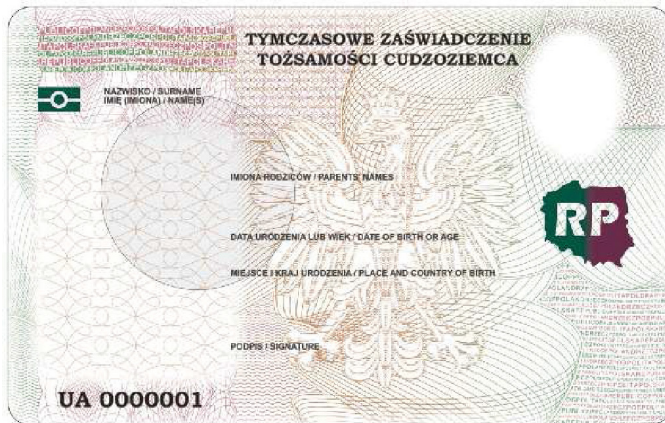 TYMCZASOWE ZAŚWIADCZENIE
TOŻSAMOŚCI CUDZOZIEMCA
NAZWISKO / SURNAME
IMIĘ (IMIONA) / NAME(S)
IMIONA RODZICÓW / PARENTS' NAMES
RP
DATA URODZENIA LUB WIEK / DATE OF BIRTH OR AGE
MIEJSCE I KRAJ URODZENIA / PLACE AND COUNTRY OF BIRTH
PODPIS / SIGNATURE
UA 0000001